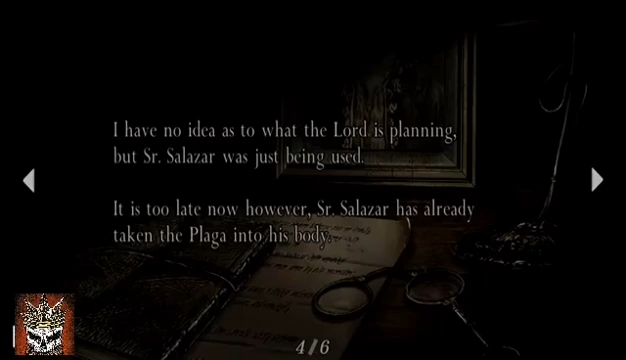 I have no idea as to what the Lord is planning,
but Sr. Salazar was just being used.
It is too late now however, Sr. Salazar has already
taken the Plaga into his body.
4/6